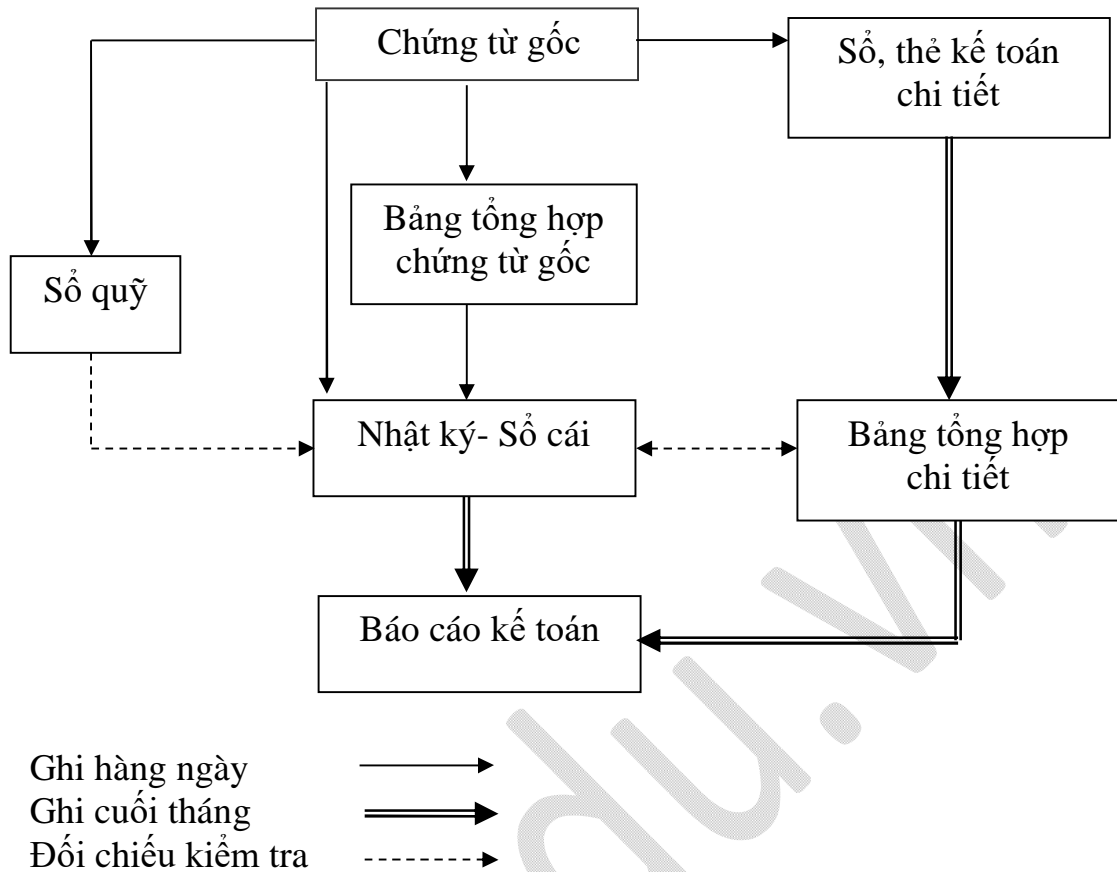 Chứng từ gốc
Sổ, thẻ kế toán
chi tiết
Bảng tổng hợp
chứng từ gốc
Sổ quỹ
Nhật ký- Sổ cái
Bảng tổng hợp
chi tiết
Báo cáo kế toán
Ghi hàng ngày
Ghi cuối tháng
Đối chiếu kiểm tra
du.vn